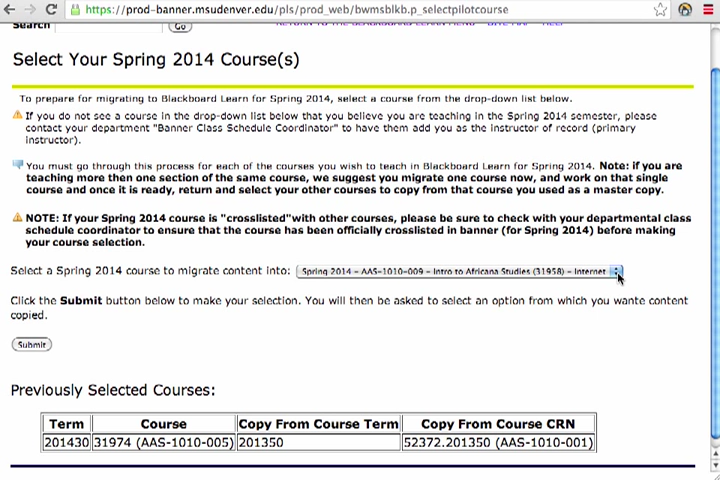 https://prod-banner.msudenver.edu/pls/prod_web/bwmsblkb.p_selectpilotcourse
Search
Go
Select Your Spring 2014 Course(s)
To prepare for migrating to Blackboard Learn for Spring 2014, select a course from the drop-down list below.
If you do not see a course in the drop-down list below that you believe you are teaching in the Spring 2014 semester, please
contact your department "Banner Class Schedule Coordinator" to have them add you as the instructor of record (primary
instructor).
You must go through this process for each of the courses you wish to teach in Blackboard Learn for Spring 2014. Note: if you are
teaching more then one section of the same course, we suggest you migrate one course now, and work on that single
course and once it is ready, return and select your other courses to copy from that course you used as a master copy.
NOTE: If your Spring 2014 course is "crosslisted"with other courses, please be sure to check with your departmental class
schedule coordinator to ensure that the course has been officially crosslisted in banner (for Spring 2014) before making
your course selection.
Select a Spring 2014 course to migrate content into: Spring 2014 - AAS-1010-009 - Intro to Africana Studies (31958) - Internet
Click the Submit button below to make your selection. You will then be asked to select an option from which you wante content
copied.
Submit
Previously Selected Courses:
Term Course Copy From Course Term Copy From Course CRN
201430 31974 (AAS-1010-005) 201350 52372.201350 (AAS-1010-001)